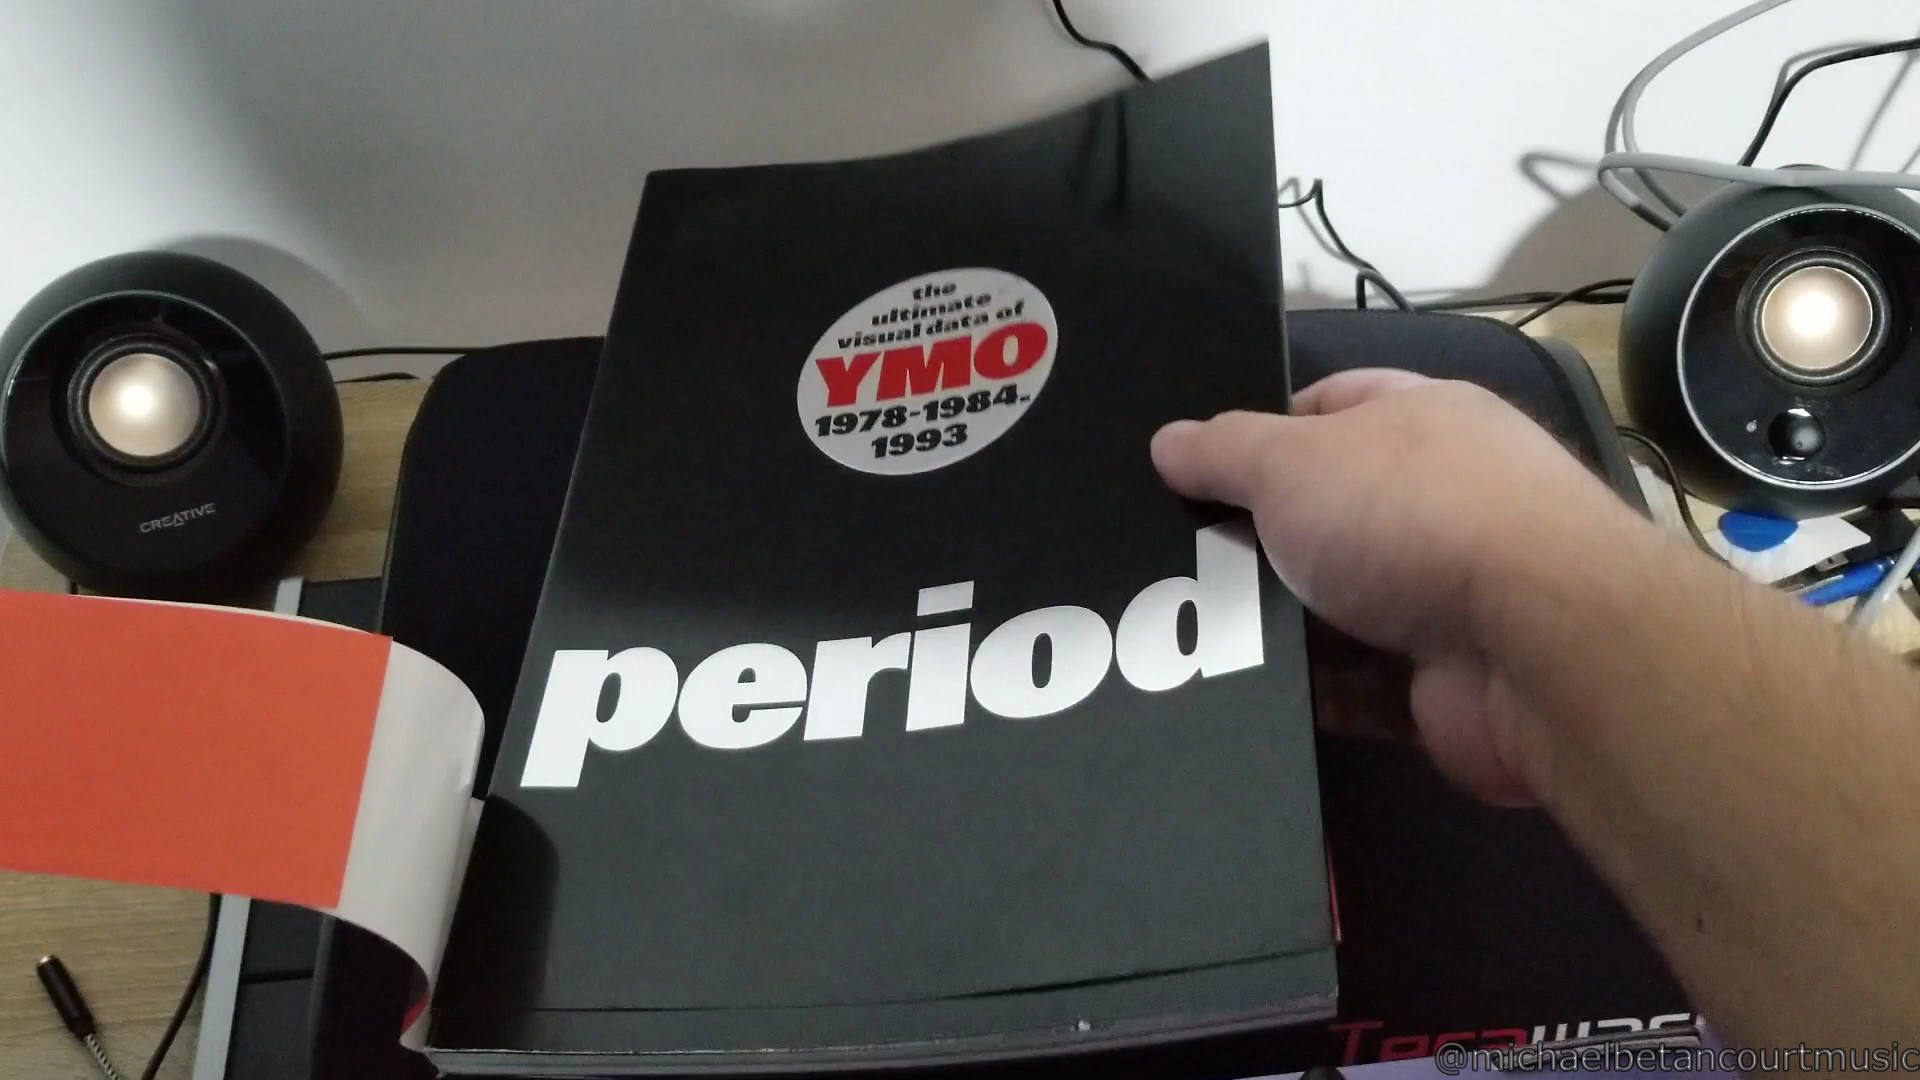 the
ultimate
visual data of
YMO
1978-1984.
1993
period
CREATIVE
@michaelbetancourtmusic